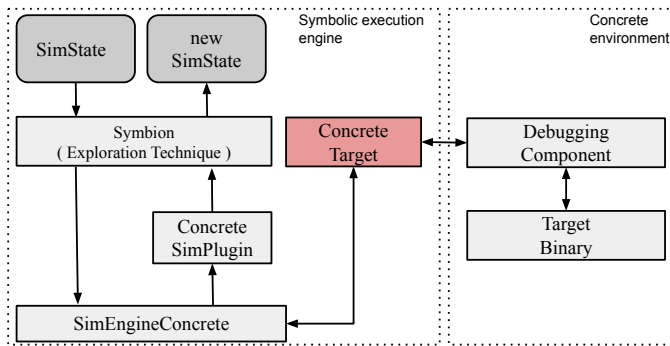 Symbolic execution
engine
Concrete
environment
SimState
new
SimState
Symbion
( Exploration Technique )
Concrete
Target
Debugging
Component
Concrete
SimPlugin
Target
Binary
SimEngineConcrete